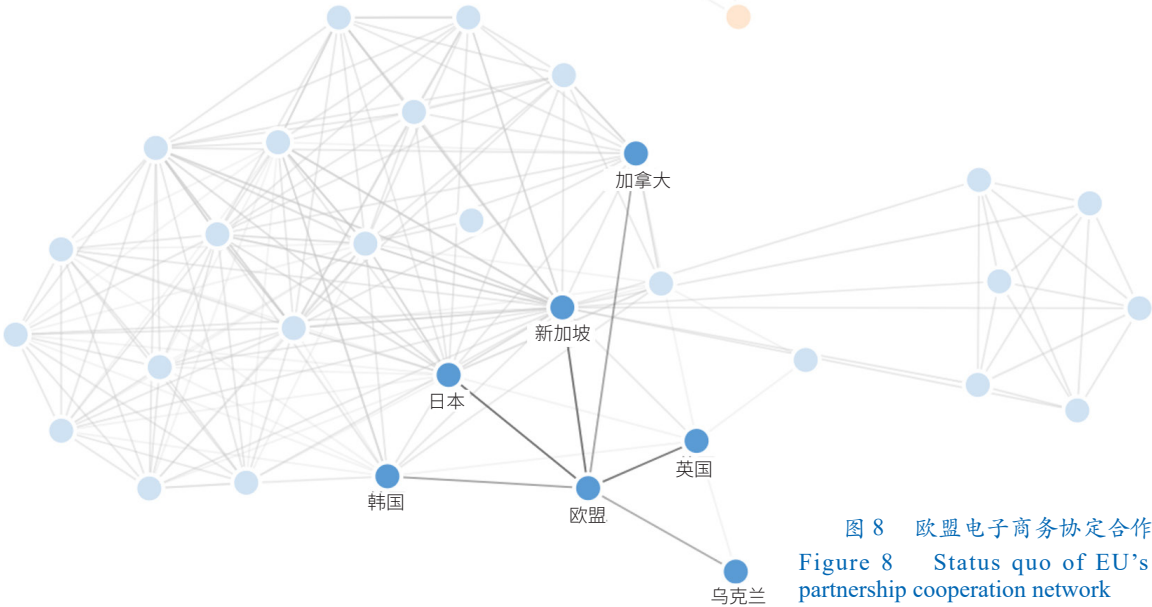 加拿大
新加坡
日本
英国
韩国
欧盟
乌克兰
图 8 欧盟电子商务协定合作
Figure 8 Status quo of EU's
partnership cooperation network